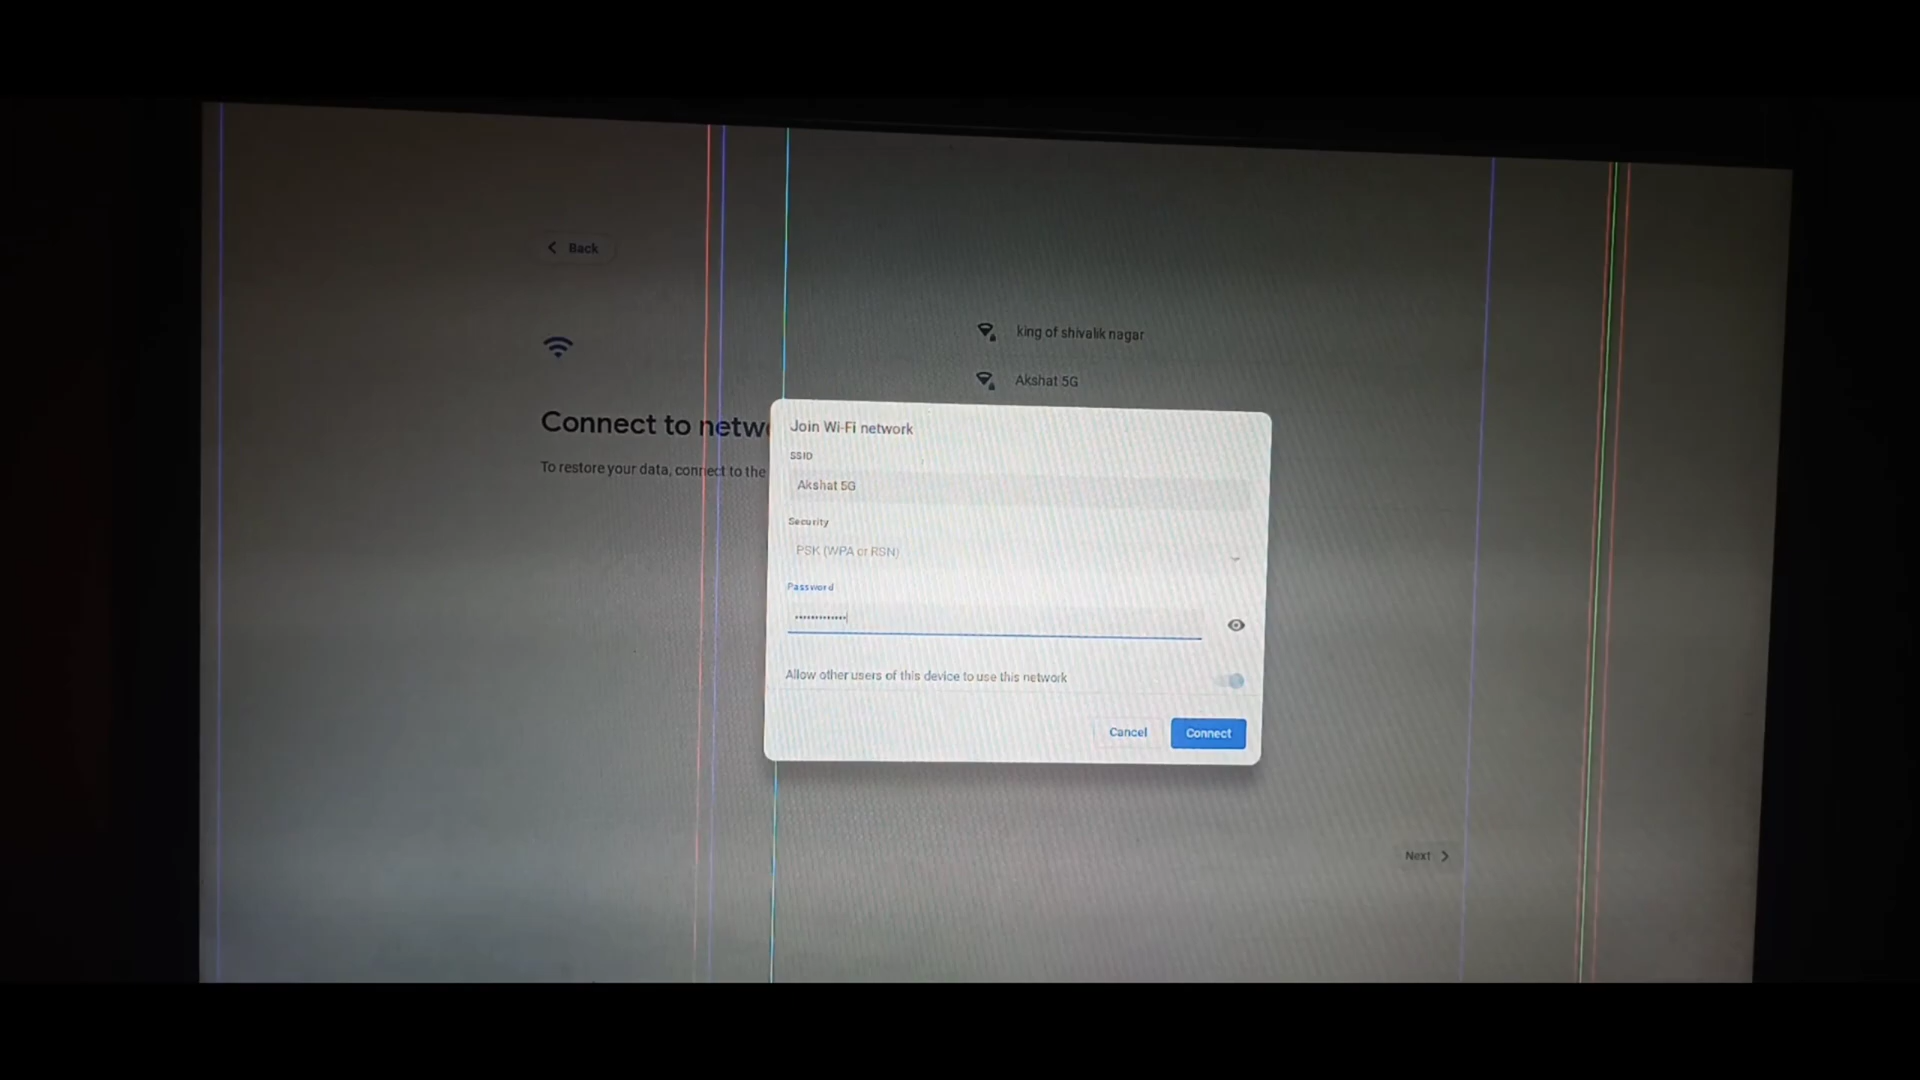 Back
king of shivalik nagar
Akshat 5G
Connect to netw
To restore your data, connect to the
Join Wi-Fi network
SSID
Akshat 5G
Security
PSK (WPA or RSN)
Password
Allow other users of this device to use this network
Cancel
Connect
Next